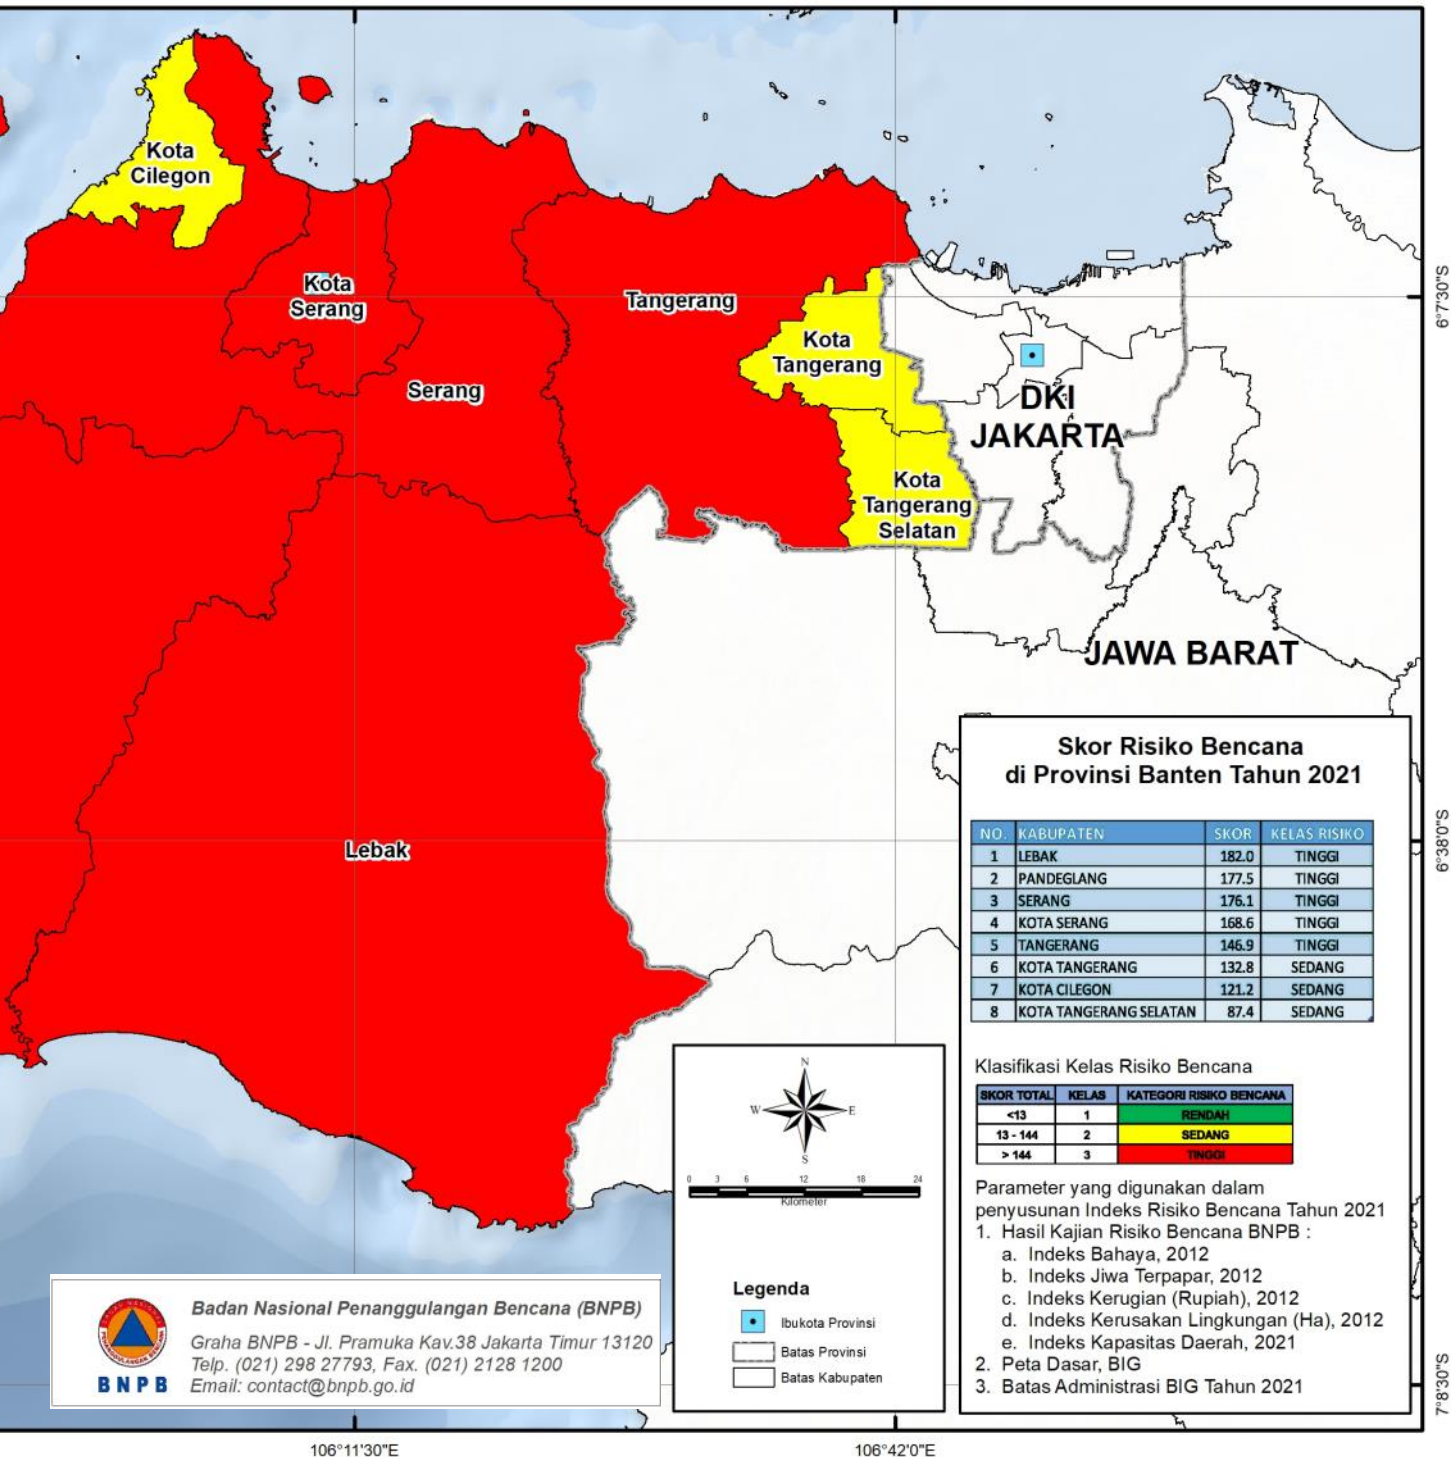 Kota
Cilegon
Kota
Serang
Tangerang
Kota
Tangerang
Serang
DKI
JAKARTA
Kota
Tangerang
Selatan
JAWA BARAT
Lebak
6°7'30"S
6°38'0"S
7°8'30"S
106°11'30"E
106°42'0"E
Skor Risiko Bencana
di Provinsi Banten Tahun 2021
NO. KABUPATEN SKOR KELAS RISIKO
1 LEBAK 182.0 TINGGI
2 PANDEGLANG 177.5 TINGGI
3 SERANG 176.1 TINGGI
4 KOTA SERANG 168.6 TINGGI
5 TANGERANG 146.9 TINGGI
6 KOTA TANGERANG 132.8 SEDANG
7 KOTA CILEGON 121.2 SEDANG
8 KOTA TANGERANG SELATAN 87.4 SEDANG
Klasifikasi Kelas Risiko Bencana
SKOR TOTAL KELAS KATEGORI RISIKO BENCANA
<13 1 RENDAH
13 - 144 2 SEDANG
> 144 3 TINGGI
Parameter yang digunakan dalam
penyusunan Indeks Risiko Bencana Tahun 2021
1. Hasil Kajian Risiko Bencana BNPB :
a. Indeks Bahaya, 2012
b. Indeks Jiwa Terpapar, 2012
c. Indeks Kerugian (Rupiah), 2012
d. Indeks Kerusakan Lingkungan (Ha), 2012
e. Indeks Kapasitas Daerah, 2021
2. Peta Dasar, BIG
3. Batas Administrasi BIG Tahun 2021
N
W E
S
0 3 6 12 18 24
Kilometer
Legenda
Ibukota Provinsi
Batas Provinsi
Batas Kabupaten
BNPB
Badan Nasional Penanggulangan Bencana (BNPB)
Graha BNPB - Jl. Pramuka Kav.38 Jakarta Timur 13120
Telp. (021) 298 27793, Fax. (021) 2128 1200
Email: contact@bnpb.go.id